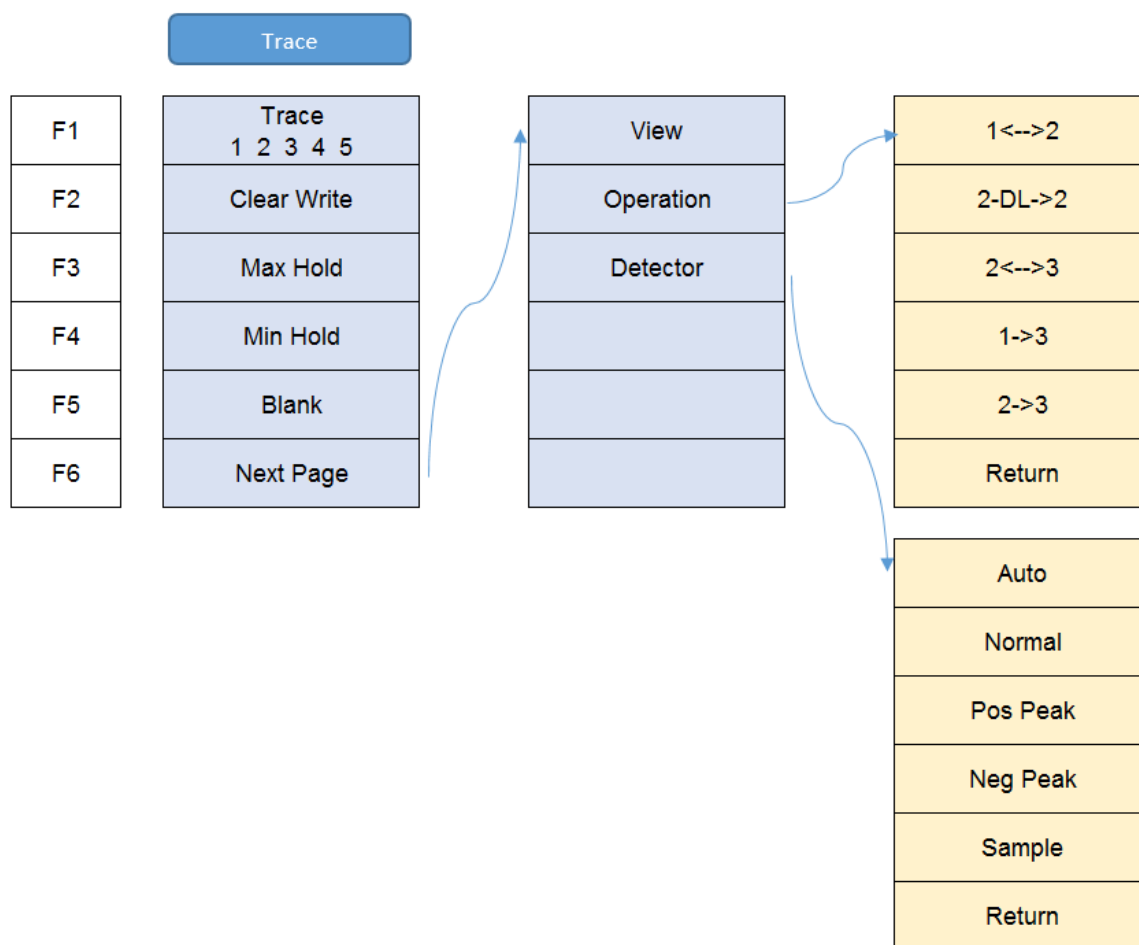 Trace
F1
F2
F3
F4
F5
F6
Trace
1 2 3 4 5
Clear Write
Max Hold
Min Hold
Blank
Next Page
View
Operation
Detector
1<-->2
2-DL->2
2<-->3
1->3
2->3
Return
Auto
Normal
Pos Peak
Neg Peak
Sample
Return